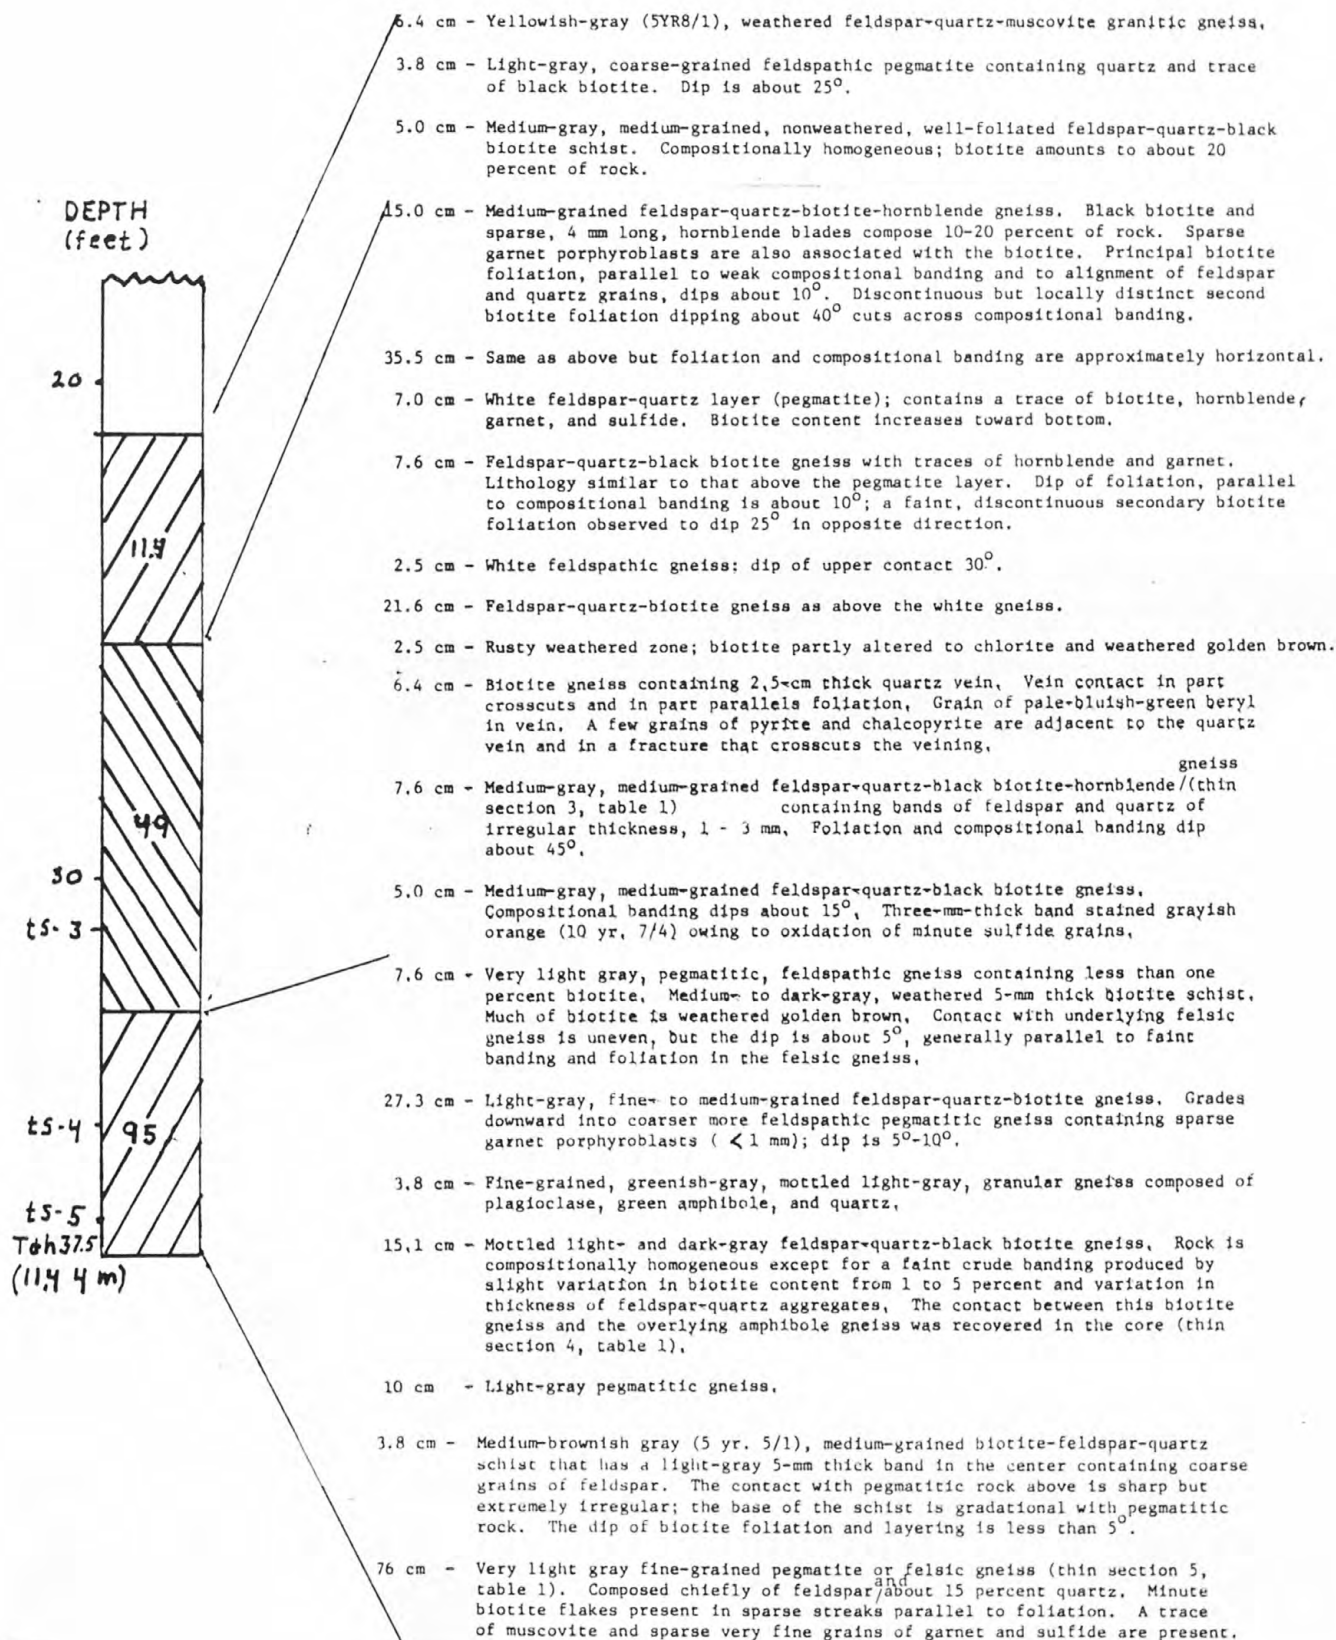 6.4 cm - Yellowish-gray (5YR8/1), weathered feldspar-quartz-muscovite granitic gneiss.
3.8 cm - Light-gray, coarse-grained feldspathic pegmatite containing quartz and trace
of black biotite. Dip is about 25°.
5.0 cm - Medium-gray, medium-grained, nonweathered, well-foliated feldspar-quartz-black
biotite schist. Compositionally homogeneous; biotite amounts to about 20
percent of rock.
15.0 cm - Medium-grained feldspar-quartz-biotite-hornblende gneiss. Black biotite and
sparse, 4 mm long, hornblende blades compose 10-20 percent of rock. Sparse
garnet porphyroblasts are also associated with the biotite. Principal biotite
foliation, parallel to weak compositional banding and to alignment of feldspar
and quartz grains, dips about 10°. Discontinuous but locally distinct second
biotite foliation dipping about 40° cuts across compositional banding.
35.5 cm - Same as above but foliation and compositional banding are approximately horizontal.
7.0 cm - White feldspar-quartz layer (pegmatite); contains a trace of biotite, hornblende,
garnet, and sulfide. Biotite content increases toward bottom.
7.6 cm - Feldspar-quartz-black biotite gneiss with traces of hornblende and garnet.
Lithology similar to that above the pegmatite layer. Dip of foliation, parallel
to compositional banding is about 10°; a faint, discontinuous secondary biotite
foliation observed to dip 25° in opposite direction.
2.5 cm - White feldspathic gneiss; dip of upper contact 30°.
21.6 cm - Feldspar-quartz-biotite gneiss as above the white gneiss.
2.5 cm - Rusty weathered zone; biotite partly altered to chlorite and weathered golden brown.
6.4 cm - Biotite gneiss containing 2.5-cm thick quartz vein. Vein contact in part
crosscuts and in part parallels foliation. Grain of pale-bluish-green beryl
in vein. A few grains of pyrite and chalcopyrite are adjacent to the quartz
vein and in a fracture that crosscuts the veining.
gneiss
7.6 cm - Medium-gray, medium-grained feldspar-quartz-black biotite-hornblende/(thin
section 3, table 1) containing bands of feldspar and quartz of
irregular thickness, 1 - 3 mm. Foliation and compositional banding dip
about 45°.
5.0 cm - Medium-gray, medium-grained feldspar-quartz-black biotite gneiss.
Compositional banding dips about 15°. Three-mm-thick band stained grayish
orange (10 yr. 7/4) owing to oxidation of minute sulfide grains.
7.6 cm - Very light gray, pegmatitic, feldspathic gneiss containing less than one
percent biotite. Medium- to dark-gray, weathered 5-mm thick biotite schist.
Much of biotite is weathered golden brown. Contact with underlying felsic
gneiss is uneven, but the dip is about 5°, generally parallel to faint
banding and foliation in the felsic gneiss.
27.3 cm - Light-gray, fine- to medium-grained feldspar-quartz-biotite gneiss. Grades
downward into coarser more feldspathic pegmatitic gneiss containing sparse
garnet porphyroblasts ( < 1 mm); dip is 5°-10°.
3.8 cm - Fine-grained, greenish-gray, mottled light-gray, granular gneiss composed of
plagioclase, green amphibole, and quartz.
15.1 cm - Mottled light- and dark-gray feldspar-quartz-black biotite gneiss. Rock is
compositionally homogeneous except for a faint crude banding produced by
slight variation in biotite content from 1 to 5 percent and variation in
thickness of feldspar-quartz aggregates. The contact between this biotite
gneiss and the overlying amphibole gneiss was recovered in the core (thin
section 4, table 1).
10 cm - Light-gray pegmatitic gneiss.
3.8 cm - Medium-brownish gray (5 yr. 5/1), medium-grained biotite-feldspar-quartz
schist that has a light-gray 5-mm thick band in the center containing coarse
grains of feldspar. The contact with pegmatitic rock above is sharp but
extremely irregular; the base of the schist is gradational with pegmatitic
rock. The dip of biotite foliation and layering is less than 5°.
76 cm - Very light gray fine-grained pegmatite or felsic gneiss (thin section 5,
and
table 1). Composed chiefly of feldspar/about 15 percent quartz. Minute
biotite flakes present in sparse streaks parallel to foliation. A trace
of muscovite and sparse very fine grains of garnet and sulfide are present.
DEPTH
(feet)
20
11.4
49
30
ts-3
ts-4
95
ts-5
Tdh37.5
(11.4 4 m)